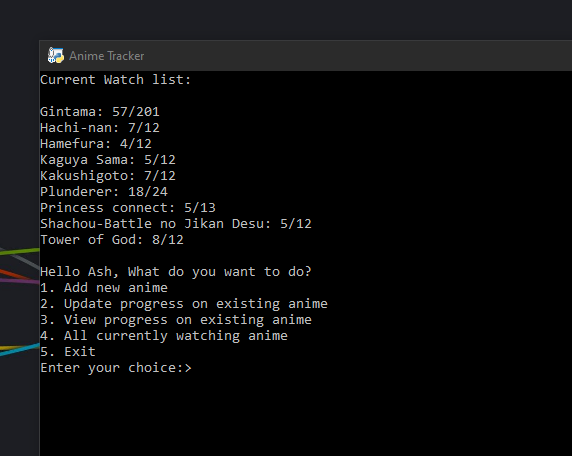 Anime Tracker
Current Watch list:
Gintama: 57/201
Hachi-nan: 7/12
Hamefura: 4/12
Kaguya Sama: 5/12
Kakushigoto: 7/12
Plunderer: 18/24
Princess connect: 5/13
Shachou-Battle no Jikan Desu: 5/12
Tower of God: 8/12
Hello Ash, What do you want to do?
1. Add new anime
2. Update progress on existing anime
3. View progress on existing anime
4. All currently watching anime
5. Exit
Enter your choice:>